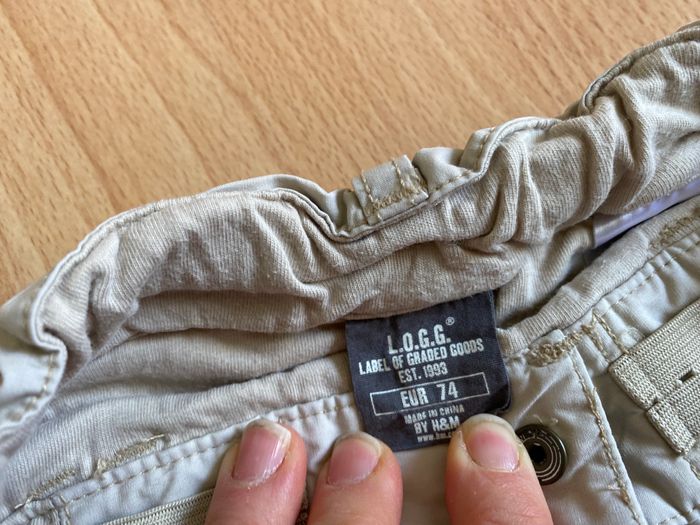 L.O.G.G.®
LABEL OF GRADED GOODS
EST. 1993
EUR 74
MADE IN CHINA
BY H&M